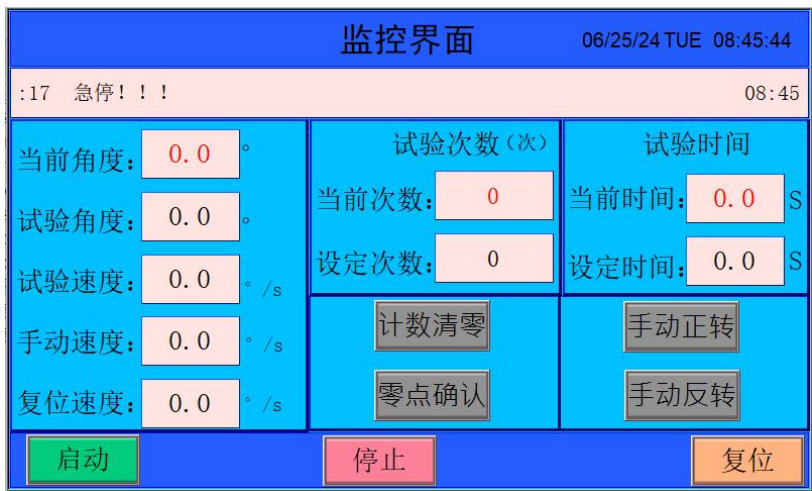 监控界面 06/25/24 TUE 08:45:44
:17 急停！！！ 08:45
当前角度： 0.0 °
试验角度： 0.0 °
试验速度： 0.0 °/s
手动速度： 0.0 °/s
复位速度： 0.0 °/s
试验次数（次）
当前次数： 0
设定次数： 0
试验时间
当前时间： 0.0 S
设定时间： 0.0 S
计数清零
零点确认
手动正转
手动反转
启动 停止 复位